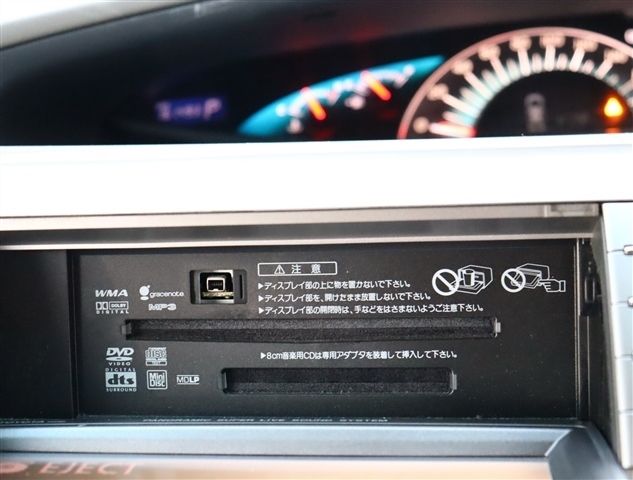 P
⚠ 注意
▶ディスプレイ部の上に物を置かないで下さい。
▶ディスプレイ部を、開けたまま放置しないで下さい。
▶ディスプレイ部の開閉時は、手などをはさまないようご注意下さい。
WMA gracenote
DOLBY DIGITAL MP3
▶8cm音楽用CDは専用アダプタを装着して挿入して下さい。
DVD VIDEO
DIGITAL dts SURROUND
MiniDisc
MDLP
PANORAMIC SUPER LIVE SOUND SYSTEM
EJECT